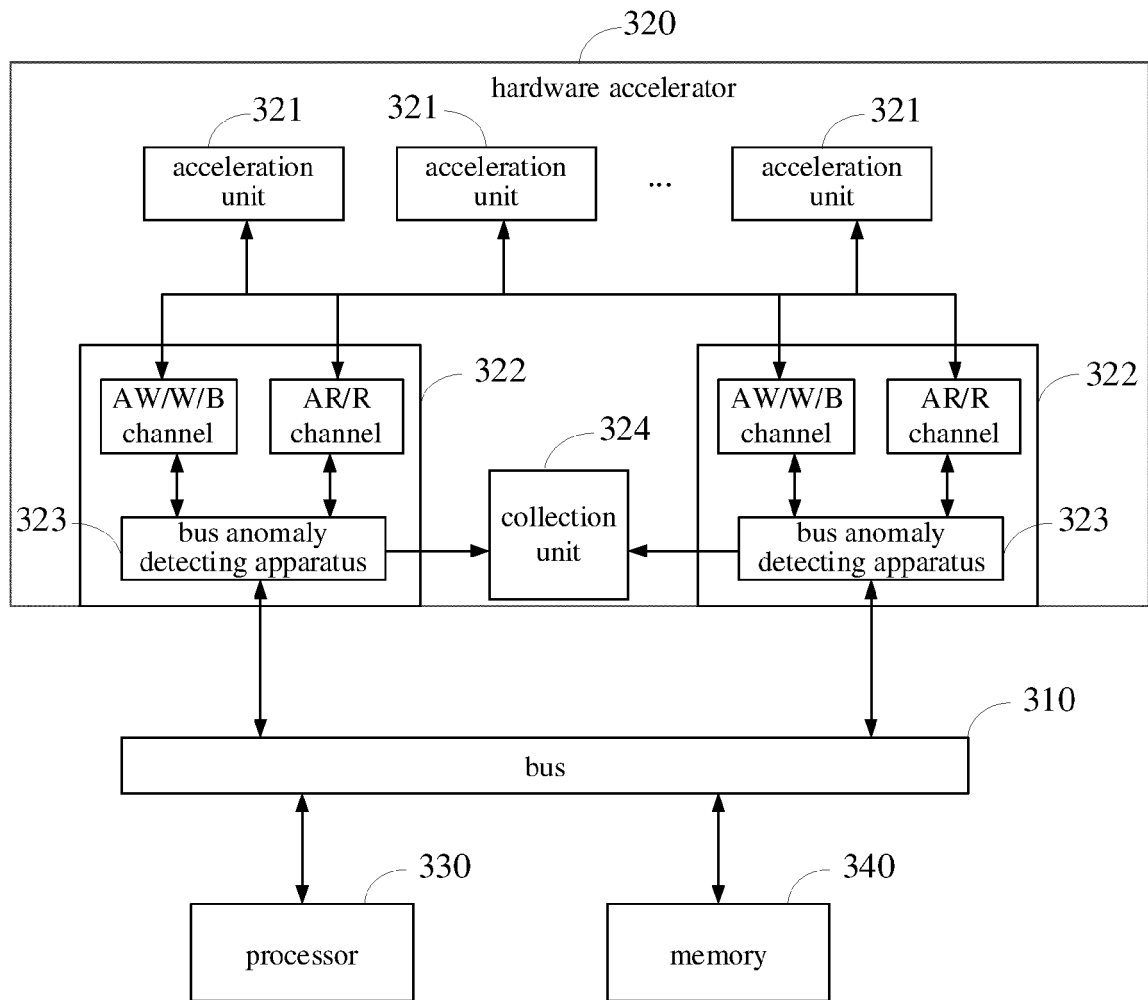 320
hardware accelerator
321
321
321
acceleration
unit
acceleration
unit
...
acceleration
unit
AW/W/B
channel
AR/R
channel
322
AW/W/B
channel
AR/R
channel
322
324
323
bus anomaly
detecting apparatus
collection
unit
bus anomaly
detecting apparatus
323
310
bus
330
340
processor
memory